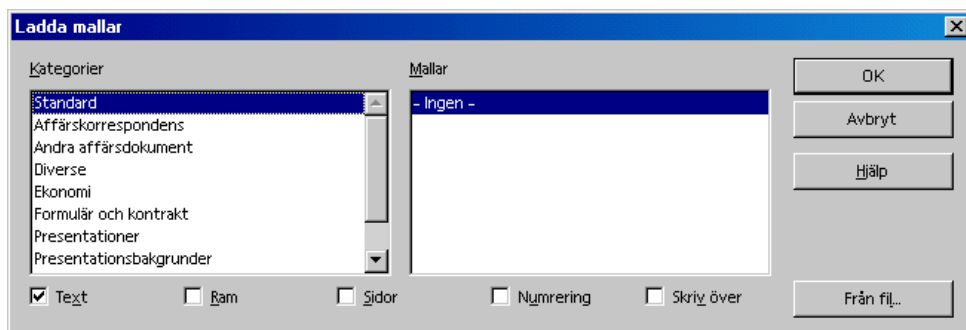 Ladda mallar
Kategorier
Mallar
Standard
Affärskorrespondens
Andra affärsdokument
Diverse
Ekonomi
Formulär och kontrakt
Presentationer
Presentationsbakgrunder
- Ingen -
OK
Avbryt
Hjälp
Text
Ram
Sidor
Numrering
Skriv över
Från fil...